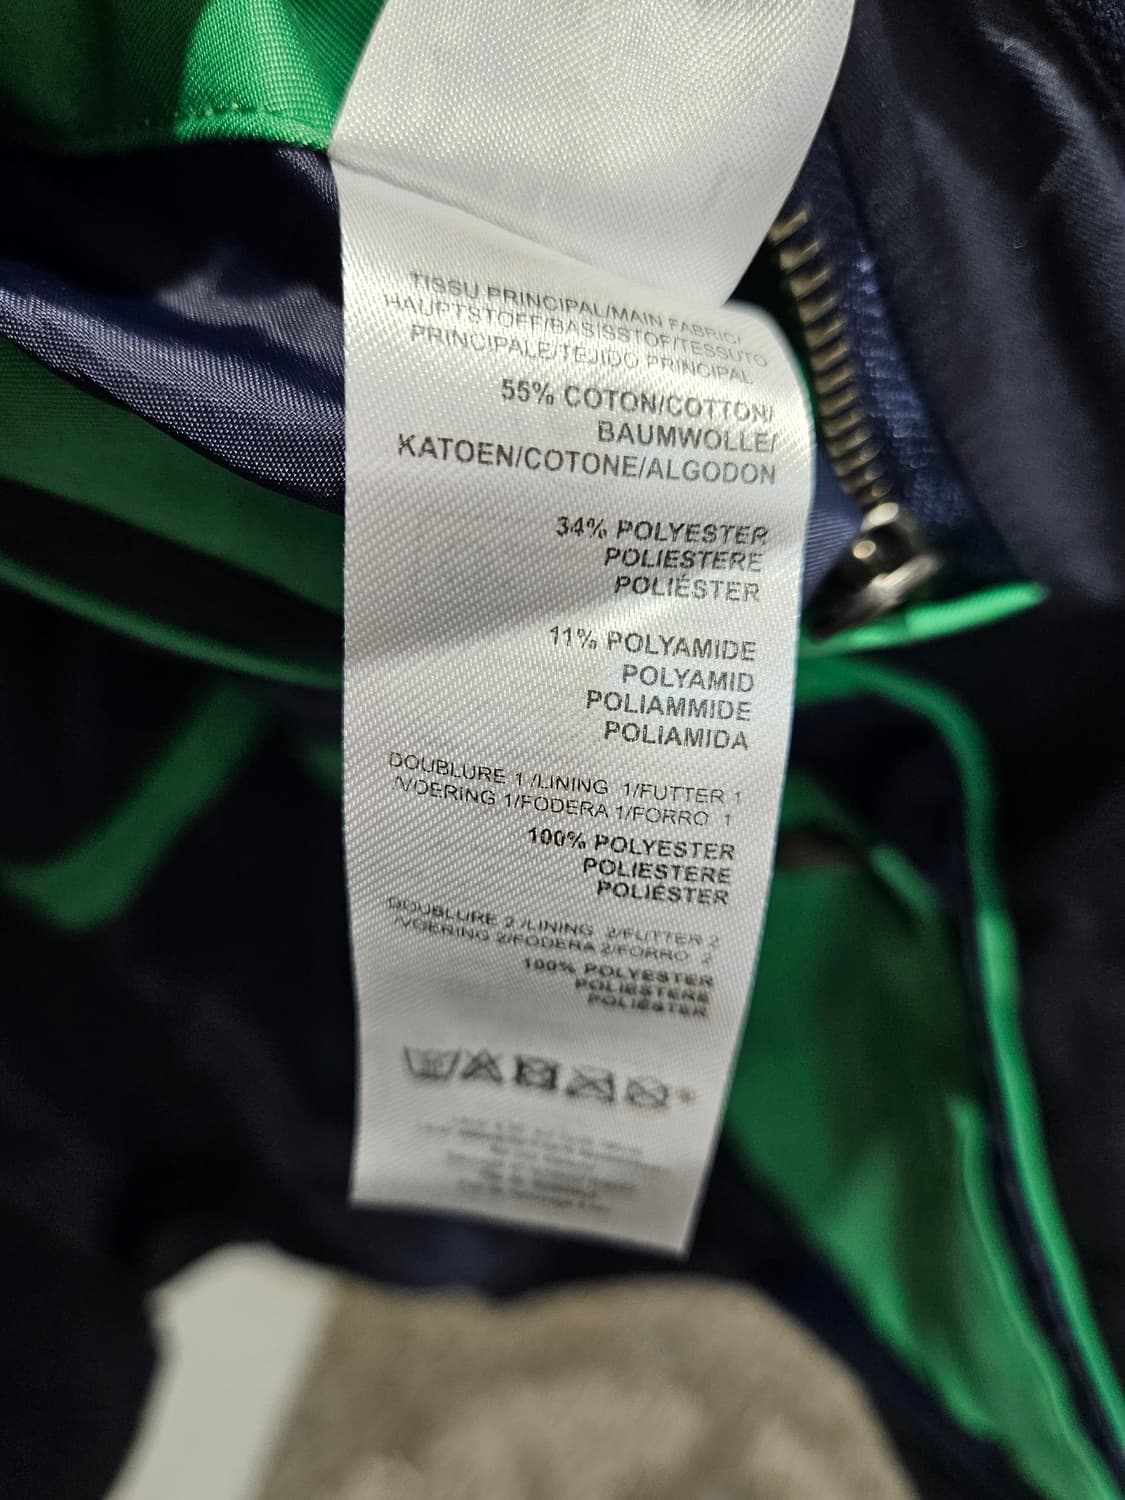 TISSU PRINCIPAL/MAIN FABRIC/
HAUPTSTOFF/BASISSTOF/TESSUTO
PRINCIPALE/TEJIDO PRINCIPAL
55% COTON/COTTON/
BAUMWOLLE/
KATOEN/COTONE/ALGODON
34% POLYESTER
POLIESTERE
POLIÉSTER
11% POLYAMIDE
POLYAMID
POLIAMMIDE
POLIAMIDA
DOUBLURE 1 /LINING 1/FUTTER 1
/VOERING 1/FODERA 1/FORRO 1
100% POLYESTER
POLIESTERE
POLIÉSTER
DOUBLURE 2 /LINING 2/FUTTER 2
/VOERING 2/FODERA 2/FORRO 2
100% POLYESTER
POLIESTERE
POLIÉSTER